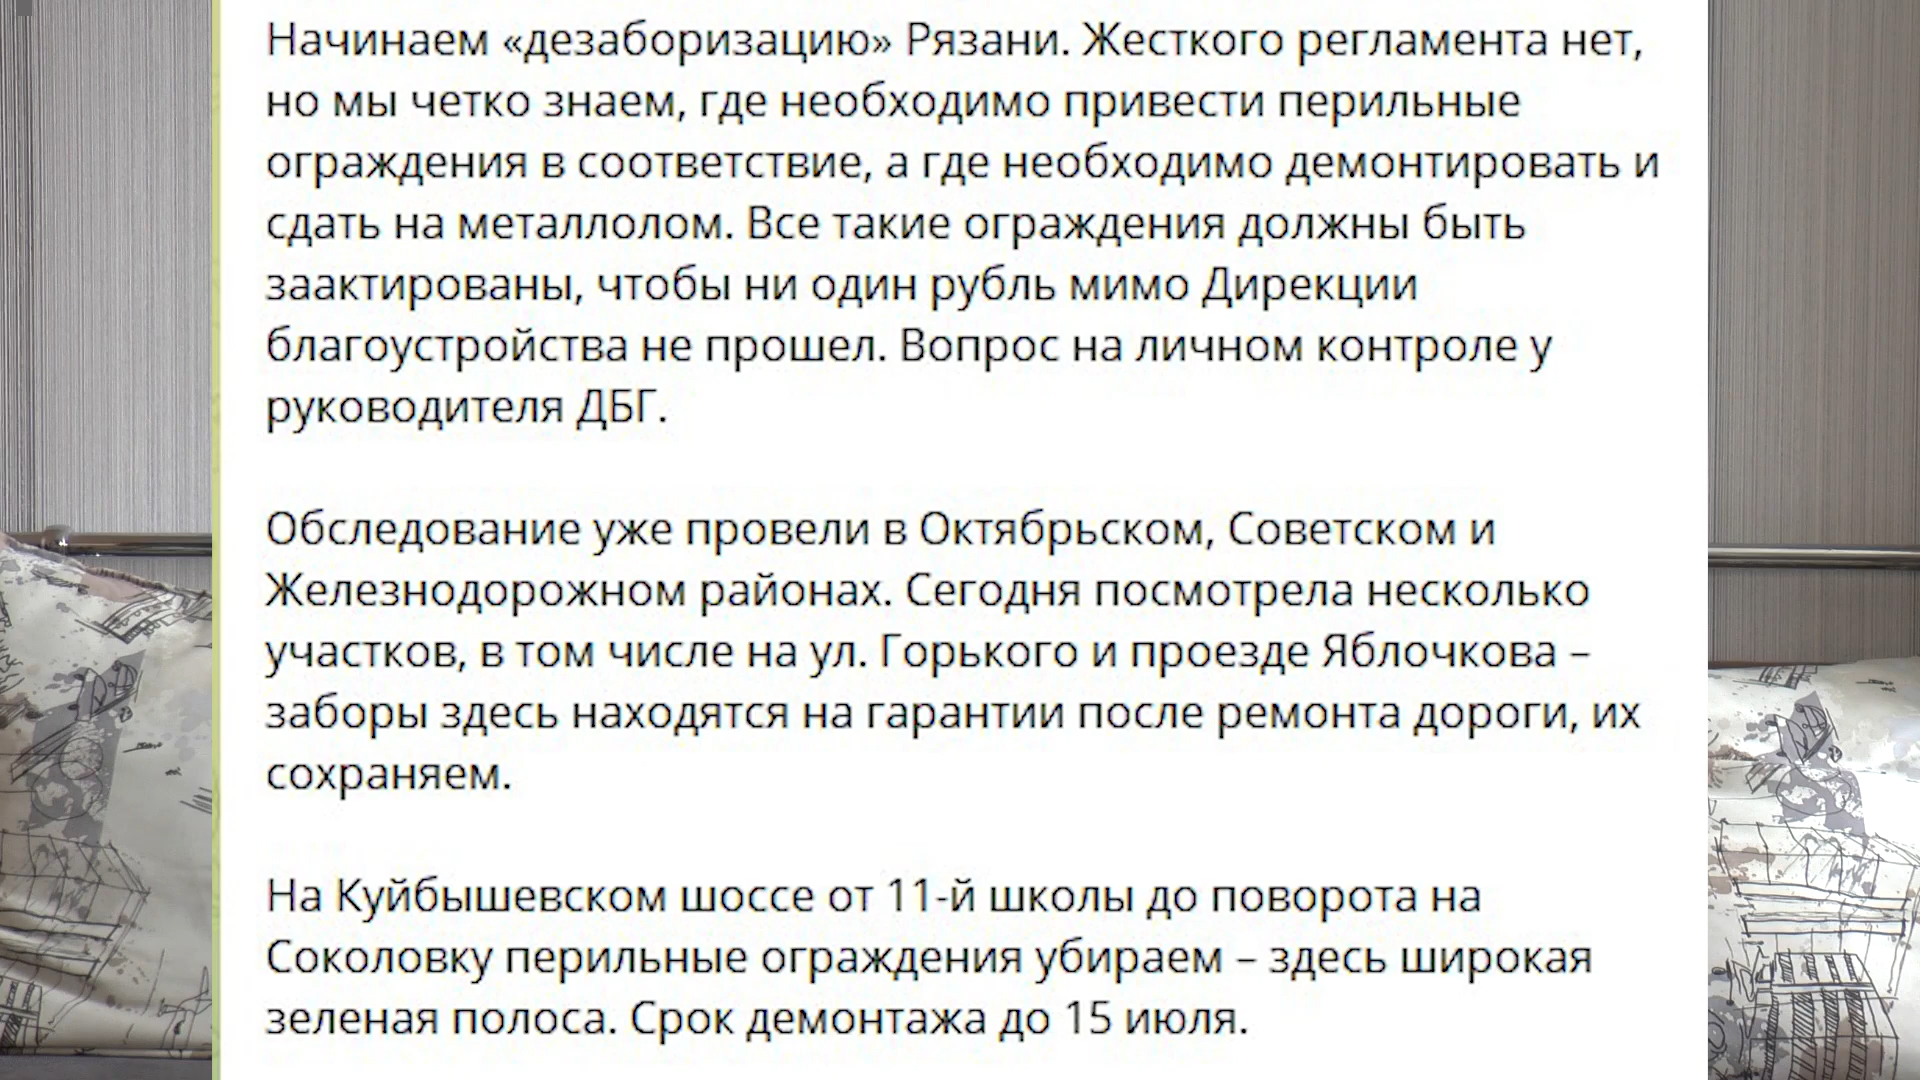 Начинаем «дезаборизацию» Рязани. Жесткого регламента нет,
но мы четко знаем, где необходимо привести перильные
ограждения в соответствие, а где необходимо демонтировать и
сдать на металлолом. Все такие ограждения должны быть
заактированы, чтобы ни один рубль мимо Дирекции
благоустройства не прошел. Вопрос на личном контроле у
руководителя ДБГ.
Обследование уже провели в Октябрьском, Советском и
Железнодорожном районах. Сегодня посмотрела несколько
участков, в том числе на ул. Горького и проезде Яблочкова –
заборы здесь находятся на гарантии после ремонта дороги, их
сохраняем.
На Куйбышевском шоссе от 11-й школы до поворота на
Соколовку перильные ограждения убираем – здесь широкая
зеленая полоса. Срок демонтажа до 15 июля.